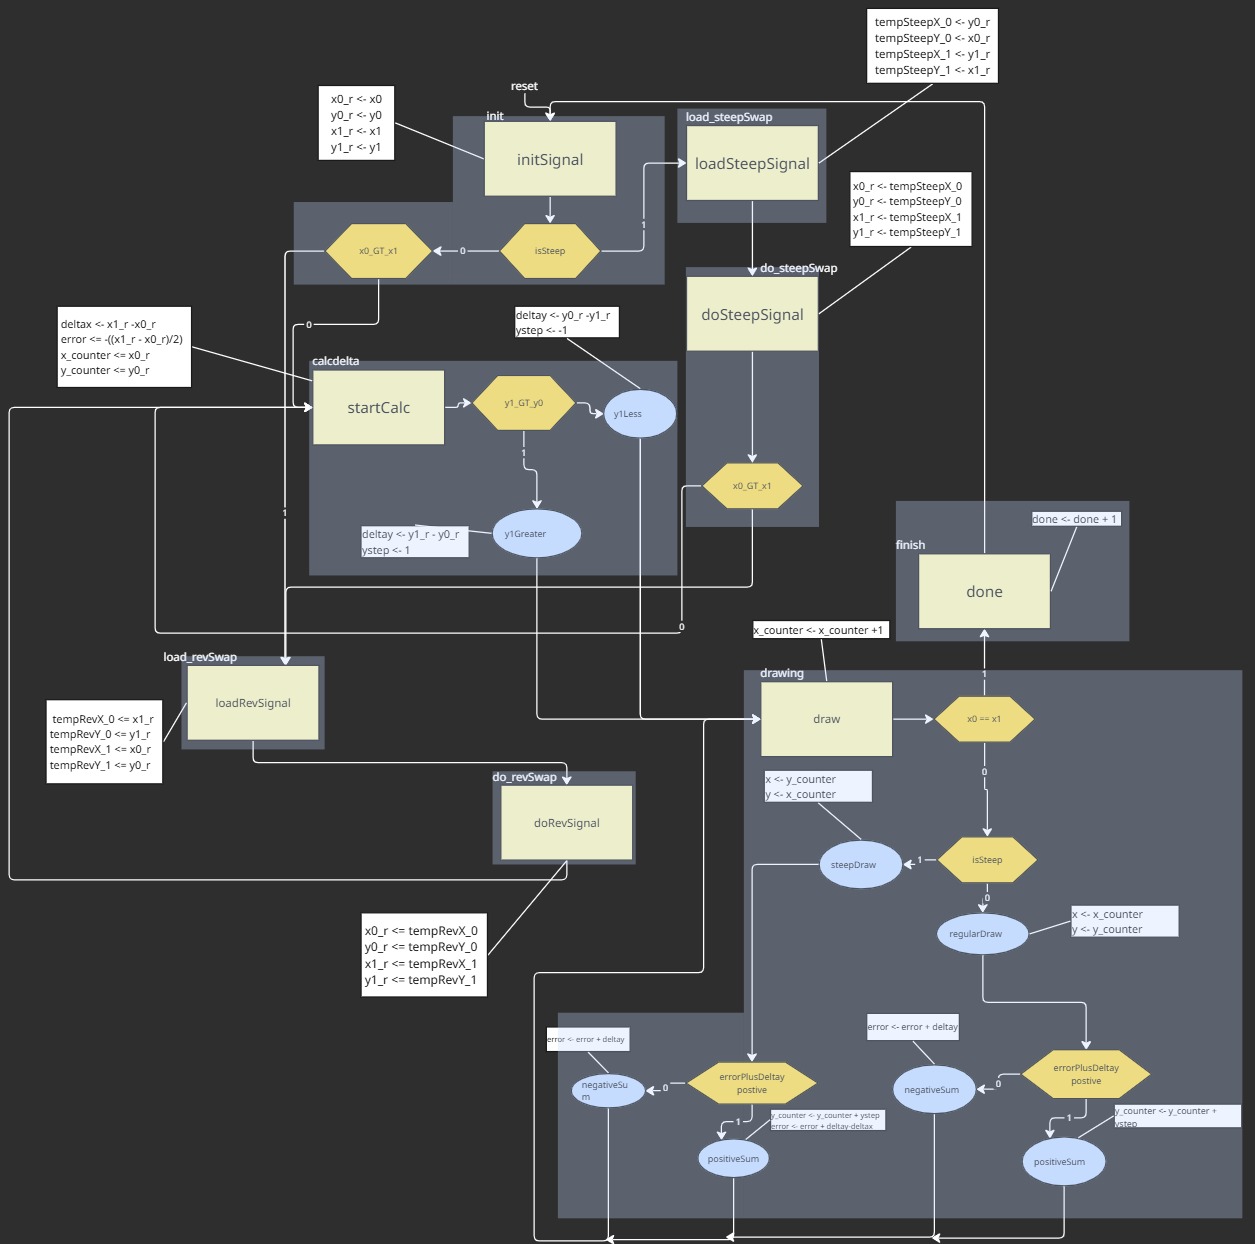 tempSteepX_0 <- y0_r
tempSteepY_0 <- x0_r
tempSteepX_1 <- y1_r
tempSteepY_1 <- x1_r
reset
x0_r <- x0
y0_r <- y0
x1_r <- x1
y1_r <- y1
init
initSignal
load_steepSwap
loadSteepSignal
x0_r <- tempSteepX_0
y0_r <- tempSteepY_0
x1_r <- tempSteepX_1
y1_r <- tempSteepY_1
1
x0_GT_x1
0
isSteep
do_steepSwap
doSteepSignal
deltax <- x1_r -x0_r
error <= -((x1_r - x0_r)/2)
x_counter <= x0_r
y_counter <= y0_r
0
deltay <- y0_r -y1_r
ystep <- -1
calcdelta
startCalc
y1_GT_y0
y1Less
1
x0_GT_x1
1
deltay <- y1_r - y0_r
ystep <- 1
y1Greater
done <- done + 1
finish
done
0
x_counter <- x_counter +1
load_revSwap
loadRevSignal
tempRevX_0 <= x1_r
tempRevY_0 <= y1_r
tempRevX_1 <= x0_r
tempRevY_1 <= y0_r
drawing
1
draw
x0 == x1
do_revSwap
doRevSignal
0
x <- y_counter
y <- x_counter
steepDraw
1
isSteep
0
x0_r <= tempRevX_0
y0_r <= tempRevY_0
x1_r <= tempRevX_1
y1_r <= tempRevY_1
regularDraw
x <- x_counter
y <- y_counter
error <- error + deltay
error <- error + deltay
negativeSu
m
0
errorPlusDeltay
postive
negativeSum
0
errorPlusDeltay
postive
1
y_counter <- y_counter + ystep
error <- error + deltay-deltax
positiveSum
1
y_counter <- y_counter +
ystep
positiveSum